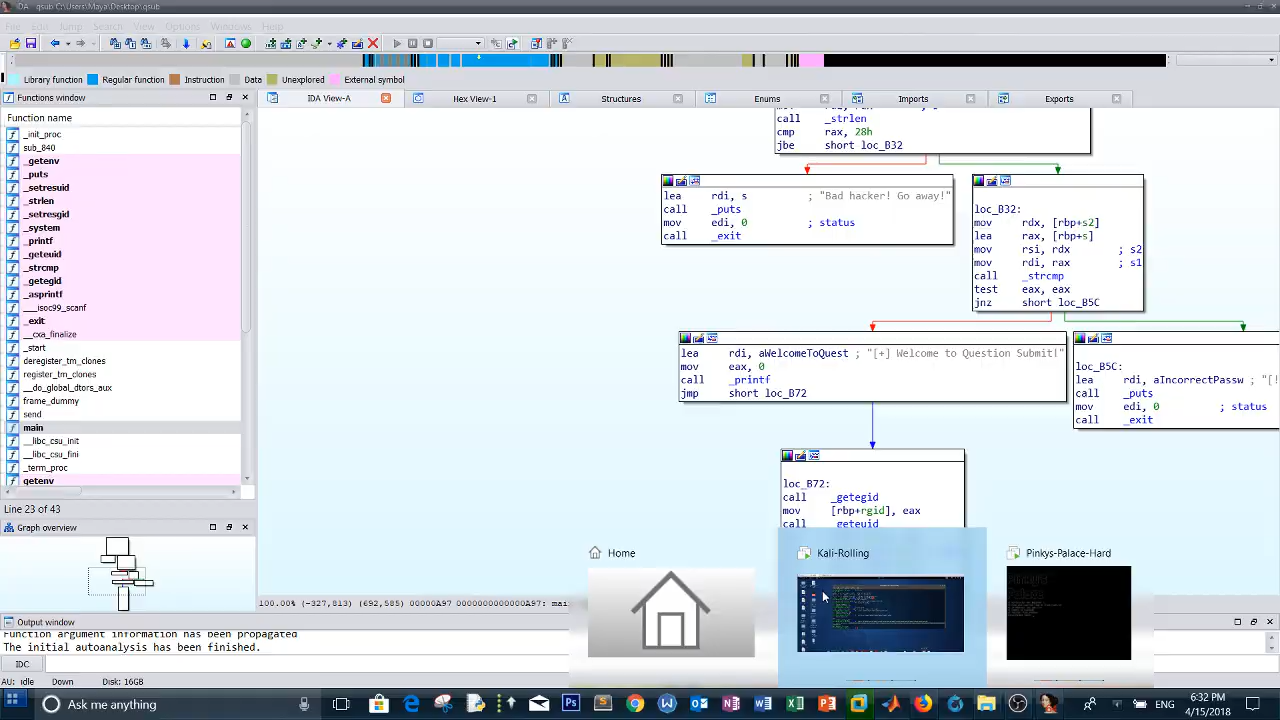 IDA - qsub C:\Users\Maya\Desktop\qsub
File Edit Jump Search View Debugger Options Windows Help
Library function Regular function Instruction Data Unexplored External symbol
Functions window
IDA View-A Hex View-1 Structures Enums Imports Exports
Function name
_init_proc
sub_840
_getenv
_puts
_setresuid
_strlen
_setresgid
_system
_printf
_geteuid
_strcmp
_getegid
_asprintf
__isoc99_scanf
_exit
__cxa_finalize
_start
deregister_tm_clones
register_tm_clones
__do_global_dtors_aux
frame_dummy
send
main
__libc_csu_init
__libc_csu_fini
_term_proc
getenv
Line 23 of 43
Graph overview
call _strlen
cmp rax, 28h
jbe short loc_B32
lea rdi, s ; "Bad hacker! Go away!"
call _puts
mov edi, 0 ; status
call _exit
loc_B32:
mov rdx, [rbp+s2]
lea rax, [rbp+s]
mov rsi, rdx ; s2
mov rdi, rax ; s1
call _strcmp
test eax, eax
jnz short loc_B5C
lea rdi, aWelcomeToQuest ; "[+] Welcome to Question Submit!"
mov eax, 0
call _printf
jmp short loc_B72
loc_B5C:
lea rdi, aIncorrectPassw ; "[!
call _puts
mov edi, 0 ; status
call _exit
loc_B72:
call _getegid
mov [rbp+rgid], eax
call _geteuid
Home
Kali-Rolling
Pinkys-Palace-Hard
Output window
Function argument information has been propagated
The initial autoanalysis has been finished.
IDC
AU: idle Down Disk: 16GB
Ask me anything
ENG
6:32 PM
4/15/2018